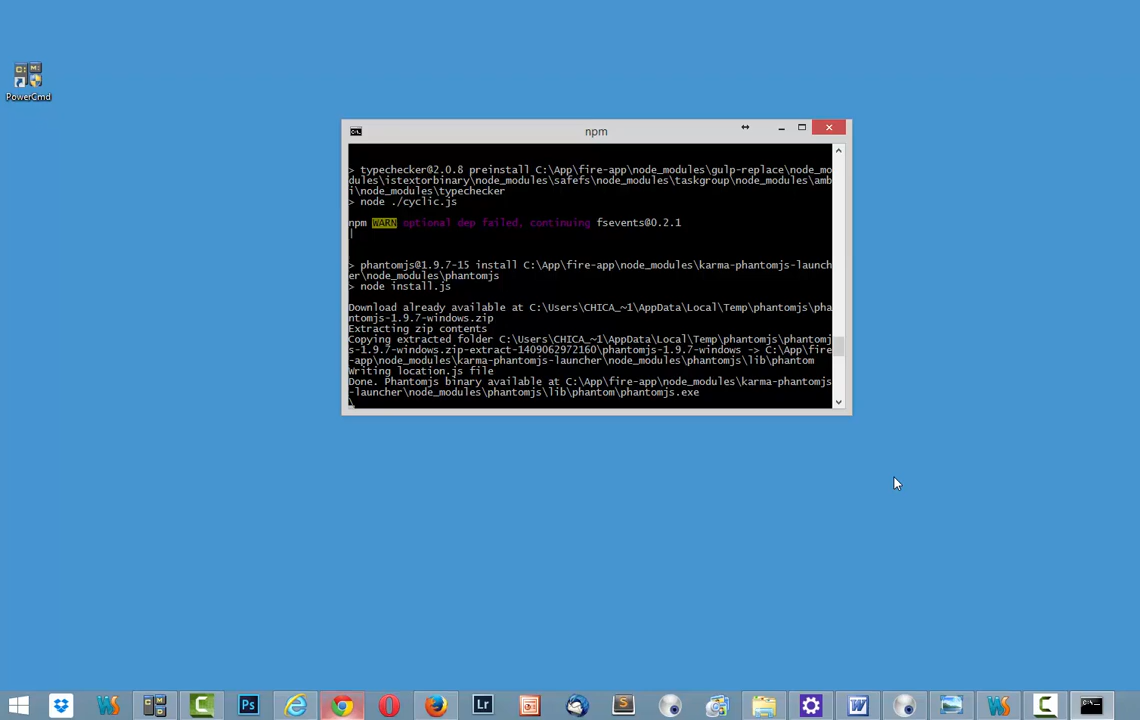 PowerCmd
npm
> typechecker@2.0.8 preinstall C:\App\fire-app\node_modules\gulp-replace\node_mo
dules\istextorbinary\node_modules\safefs\node_modules\taskgroup\node_modules\amb
i\node_modules\typechecker
> node ./cyclic.js
npm WARN optional dep failed, continuing fsevents@0.2.1
|
> phantomjs@1.9.7-15 install C:\App\fire-app\node_modules\karma-phantomjs-launch
er\node_modules\phantomjs
> node install.js
Download already available at C:\Users\CHICA_~1\AppData\Local\Temp\phantomjs\pha
ntomjs-1.9.7-windows.zip
Extracting zip contents
Copying extracted folder C:\Users\CHICA_~1\AppData\Local\Temp\phantomjs\phantomj
s-1.9.7-windows.zip-extract-1409062972160\phantomjs-1.9.7-windows -> C:\App\fire
-app\node_modules\karma-phantomjs-launcher\node_modules\phantomjs\lib\phantom
Writing location.js file
Done. Phantomjs binary available at C:\App\fire-app\node_modules\karma-phantomjs
-launcher\node_modules\phantomjs\lib\phantom\phantomjs.exe
\
Ps
Lr